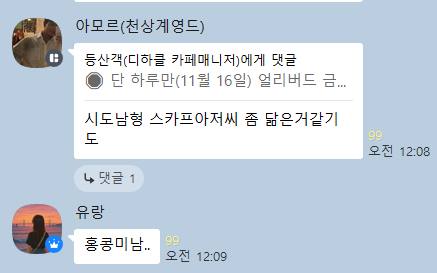 아모르(천상계영드)
등산객(디하클 카페매니저)에게 댓글
단 하루만(11월 16일) 얼리버드 금...
시도남형 스카프아저씨 좀 닮은거같기
도
99
오전 12:08
댓글 1
유랑
홍콩미남..
99
오전 12:09